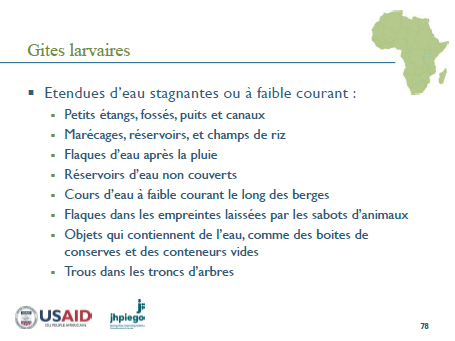 Gites larvaires
▪ Etendues d'eau stagnantes ou à faible courant :
▪ Petits étangs, fossés, puits et canaux
▪ Marécages, réservoirs, et champs de riz
▪ Flaques d'eau après la pluie
▪ Réservoirs d'eau non couverts
▪ Cours d'eau à faible courant le long des berges
▪ Flaques dans les empreintes laissées par les sabots d'animaux
▪ Objets qui contiennent de l'eau, comme des boites de
conserves et des conteneurs vides
▪ Trous dans les troncs d'arbres
USAID
jhpiego
78